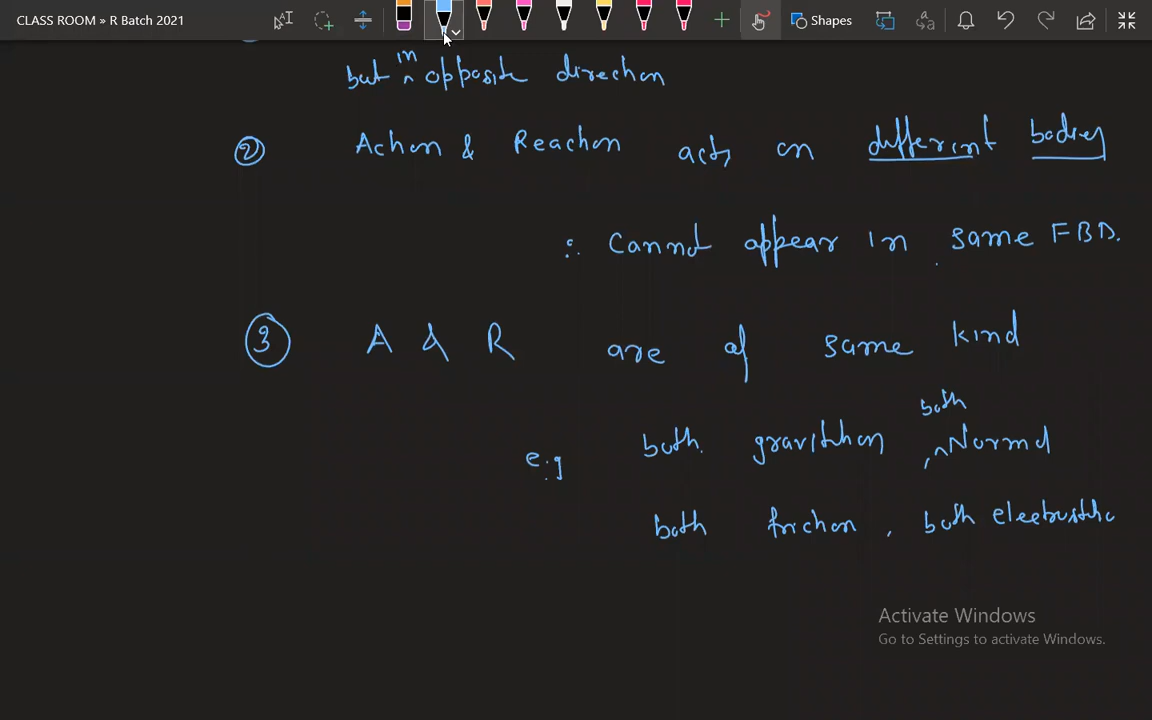 CLASS ROOM » R Batch 2021
Shapes
but in opposite direction
② Action & Reaction acts on different bodies
∴ Cannot appear in same FBD.
③ A & R are of same kind
e.g both gravitation, both Normal
both friction, both electrostatic
Activate Windows
Go to Settings to activate Windows.